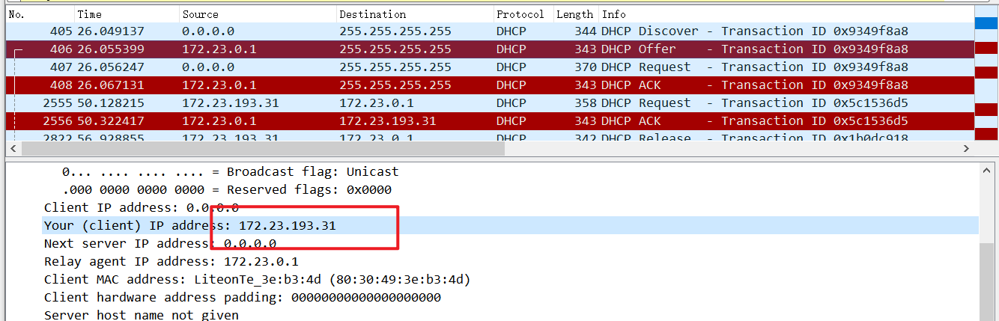 No. Time Source Destination Protocol Length Info
405 26.049137 0.0.0.0 255.255.255.255 DHCP 344 DHCP Discover - Transaction ID 0x9349f8a8
406 26.055399 172.23.0.1 255.255.255.255 DHCP 343 DHCP Offer - Transaction ID 0x9349f8a8
407 26.056247 0.0.0.0 255.255.255.255 DHCP 370 DHCP Request - Transaction ID 0x9349f8a8
408 26.067131 172.23.0.1 255.255.255.255 DHCP 343 DHCP ACK - Transaction ID 0x9349f8a8
2555 50.128215 172.23.193.31 172.23.0.1 DHCP 358 DHCP Request - Transaction ID 0x5c1536d5
2556 50.322417 172.23.0.1 172.23.193.31 DHCP 343 DHCP ACK - Transaction ID 0x5c1536d5
2822 56.928855 172.23.193.31 172.23.0.1 DHCP 342 DHCP Release - Transaction ID 0x1b0dc918
0... .... .... .... = Broadcast flag: Unicast
.000 0000 0000 0000 = Reserved flags: 0x0000
Client IP address: 0.0.0.0
Your (client) IP address: 172.23.193.31
Next server IP address: 0.0.0.0
Relay agent IP address: 172.23.0.1
Client MAC address: LiteonTe_3e:b3:4d (80:30:49:3e:b3:4d)
Client hardware address padding: 00000000000000000000
Server host name not given